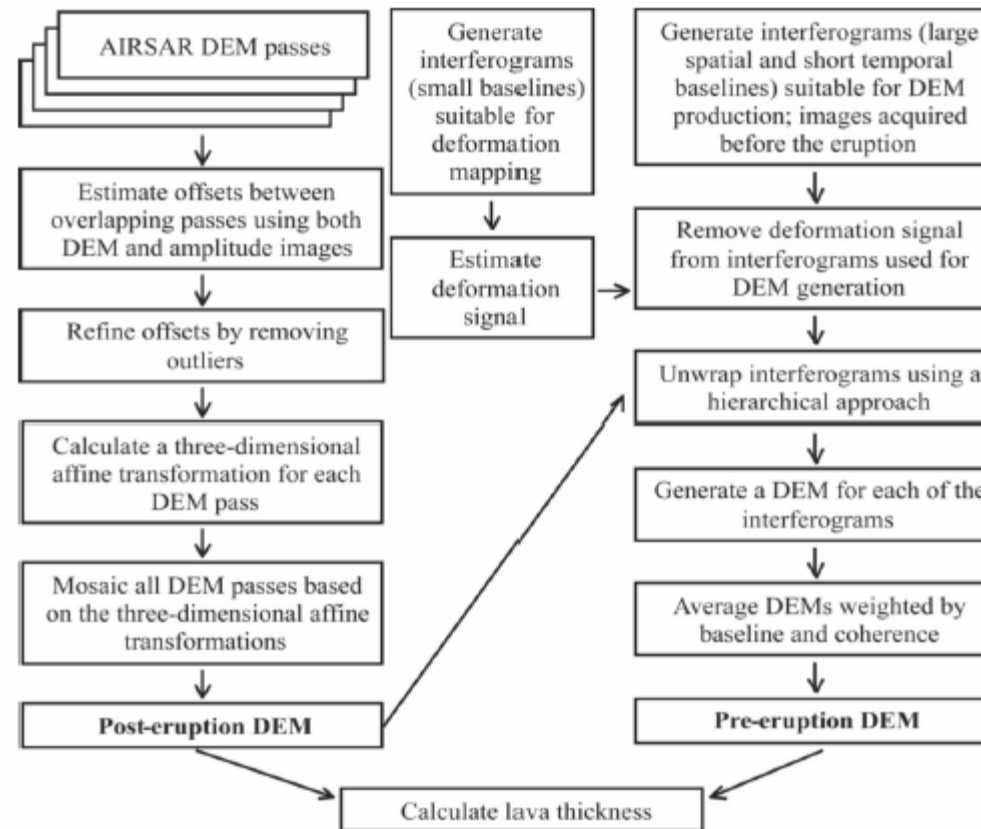 AIRSAR DEM passes
Estimate offsets between
overlapping passes using both
DEM and amplitude images
Refine offsets by removing
outliers
Calculate a three-dimensional
affine transformation for each
DEM pass
Mosaic all DEM passes based
on the three-dimensional affine
transformations
Post-eruption DEM
Generate
interferograms
(small baselines)
suitable for
deformation
mapping
Estimate
deformation
signal
Generate interferograms (large
spatial and short temporal
baselines) suitable for DEM
production; images acquired
before the eruption
Remove deformation signal
from interferograms used for
DEM generation
Unwrap interferograms using a
hierarchical approach
Generate a DEM for each of the
interferograms
Average DEMs weighted by
baseline and coherence
Pre-eruption DEM
Calculate lava thickness